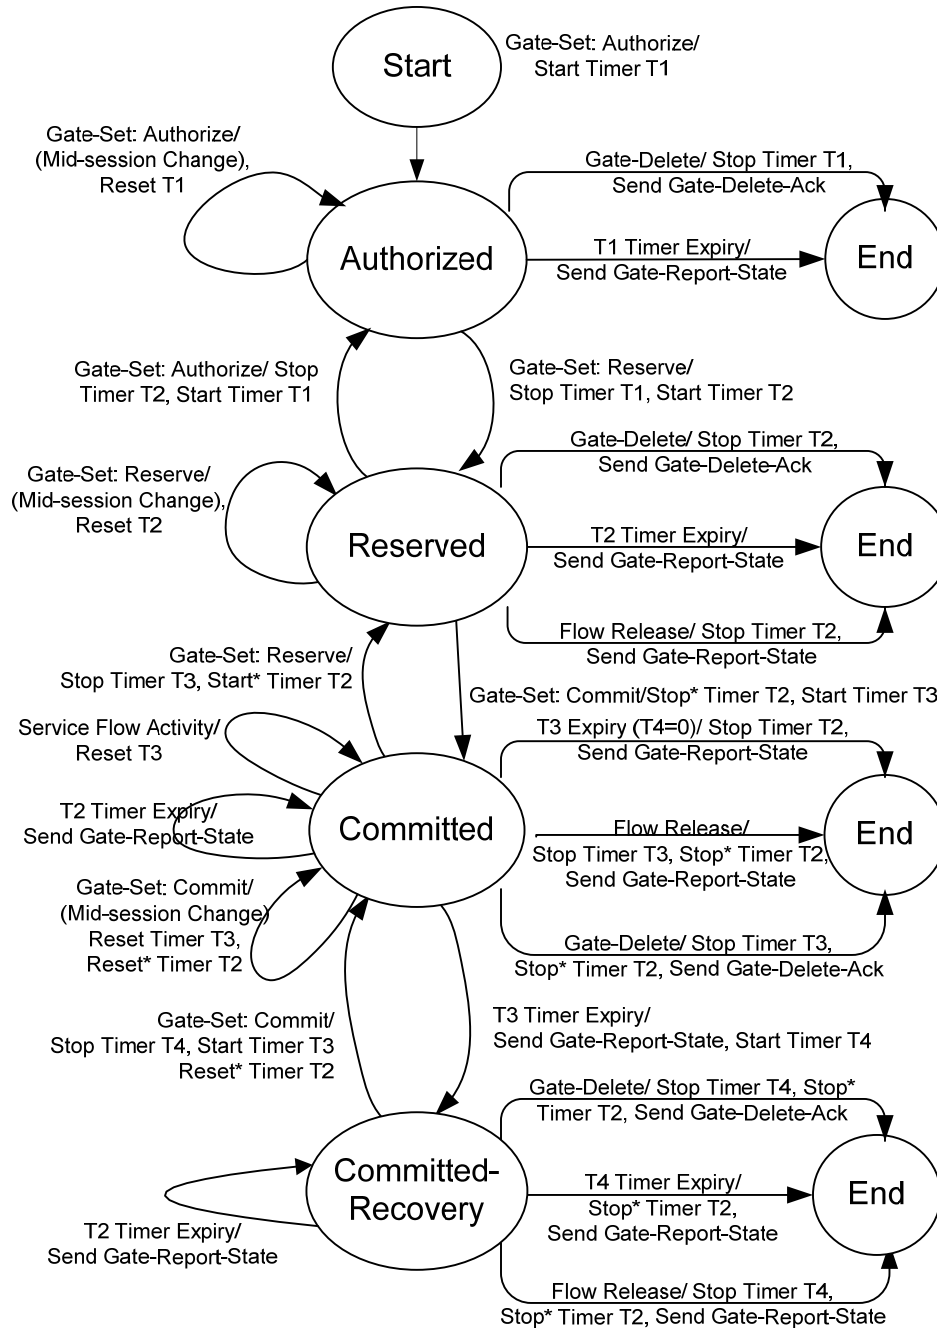 Start
Gate-Set: Authorize/
Start Timer T1
Gate-Set: Authorize/
(Mid-session Change),
Reset T1
Gate-Delete/ Stop Timer T1,
Send Gate-Delete-Ack
Authorized
T1 Timer Expiry/
Send Gate-Report-State
End
Gate-Set: Authorize/ Stop
Timer T2, Start Timer T1
Gate-Set: Reserve/
Stop Timer T1, Start Timer T2
Gate-Set: Reserve/
(Mid-session Change),
Reset T2
Gate-Delete/ Stop Timer T2,
Send Gate-Delete-Ack
Reserved
T2 Timer Expiry/
Send Gate-Report-State
End
Flow Release/ Stop Timer T2,
Send Gate-Report-State
Gate-Set: Reserve/
Stop Timer T3, Start* Timer T2
Gate-Set: Commit/Stop* Timer T2, Start Timer T3
Service Flow Activity/
Reset T3
T3 Expiry (T4=0)/ Stop Timer T2,
Send Gate-Report-State
T2 Timer Expiry/
Send Gate-Report-State
Committed
Flow Release/
Stop Timer T3, Stop* Timer T2,
Send Gate-Report-State
End
Gate-Set: Commit/
(Mid-session Change)
Reset Timer T3,
Reset* Timer T2
Gate-Delete/ Stop Timer T3,
Stop* Timer T2, Send Gate-Delete-Ack
Gate-Set: Commit/
Stop Timer T4, Start Timer T3
Reset* Timer T2
T3 Timer Expiry/
Send Gate-Report-State, Start Timer T4
Gate-Delete/ Stop Timer T4, Stop*
Timer T2, Send Gate-Delete-Ack
Committed-
Recovery
T4 Timer Expiry/
Stop* Timer T2,
Send Gate-Report-State
End
T2 Timer Expiry/
Send Gate-Report-State
Flow Release/ Stop Timer T4,
Stop* Timer T2, Send Gate-Report-State